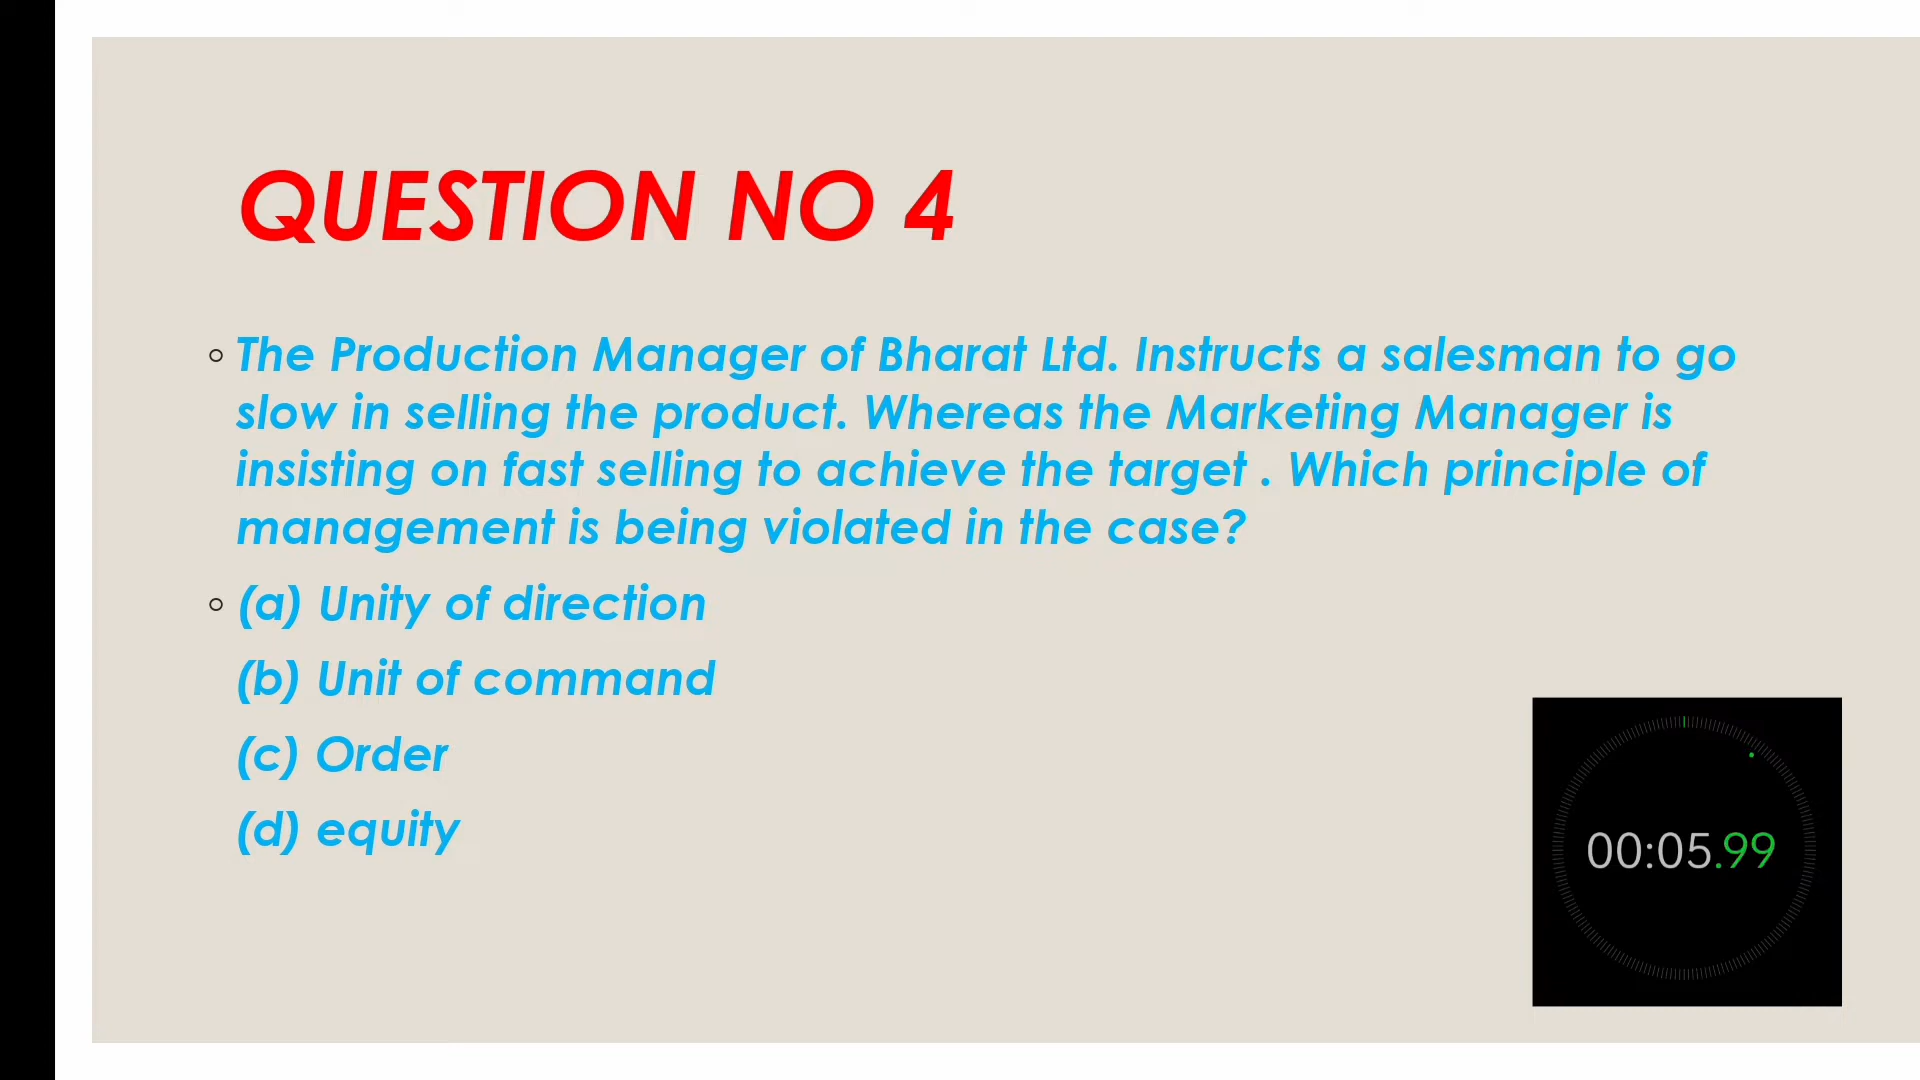 QUESTION NO 4
The Production Manager of Bharat Ltd. Instructs a salesman to go
slow in selling the product. Whereas the Marketing Manager is
insisting on fast selling to achieve the target . Which principle of
management is being violated in the case?
(a) Unity of direction
(b) Unit of command
(c) Order
(d) equity
00:05.99